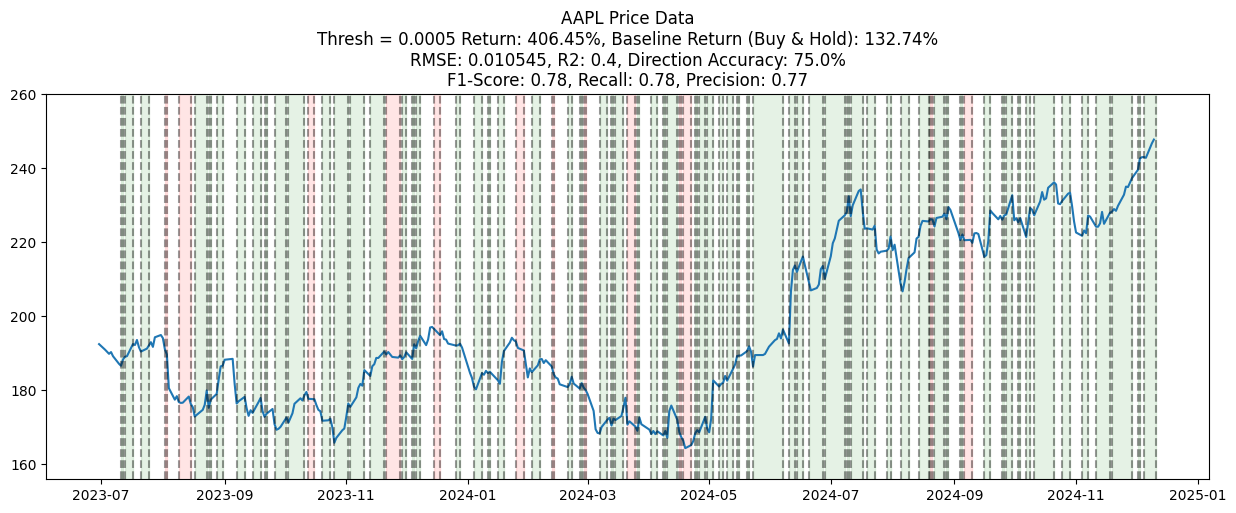 AAPL Price Data
Thresh = 0.0005 Return: 406.45%, Baseline Return (Buy & Hold): 132.74%
RMSE: 0.010545, R2: 0.4, Direction Accuracy: 75.0%
F1-Score: 0.78, Recall: 0.78, Precision: 0.77
260
240
220
200
180
160
2023-07 2023-09 2023-11 2024-01 2024-03 2024-05 2024-07 2024-09 2024-11 2025-01